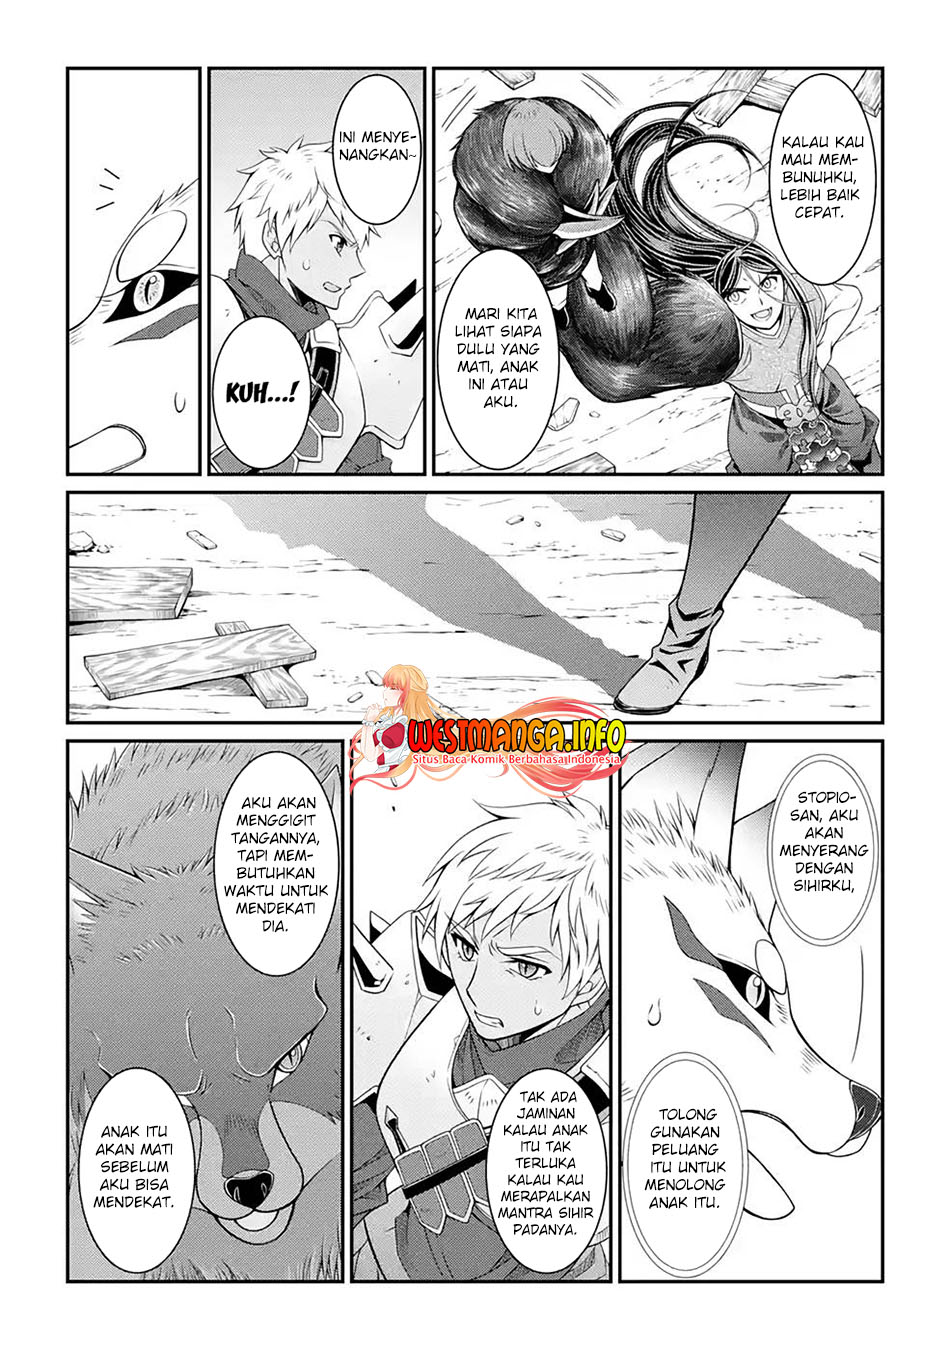 KALAU KAU
MAU MEM-
BUNUHKU,
LEBIH BAIK
CEPAT.
MARI KITA
LIHAT SIAPA
DULU YANG
MATI, ANAK
INI ATAU
AKU.
INI MENYE-
NANGKAN~
KUH...!
WESTMANGA.INFO
Situs Baca Komik Berbahasa Indonesia
STOPIO-
SAN, AKU
AKAN
MENYERANG
DENGAN
SIHIRKU,
TOLONG
GUNAKAN
PELUANG
ITU UNTUK
MENOLONG
ANAK ITU.
TAK ADA
JAMINAN
KALAU ANAK
ITU TAK
TERLUKA
KALAU KAU
MERAPALKAN
MANTRA SIHIR
PADANYA.
AKU AKAN
MENGGIGIT
TANGANNYA,
TAPI MEM-
BUTUHKAN
WAKTU UNTUK
MENDEKATI
DIA.
ANAK ITU
AKAN MATI
SEBELUM
AKU BISA
MENDEKAT.